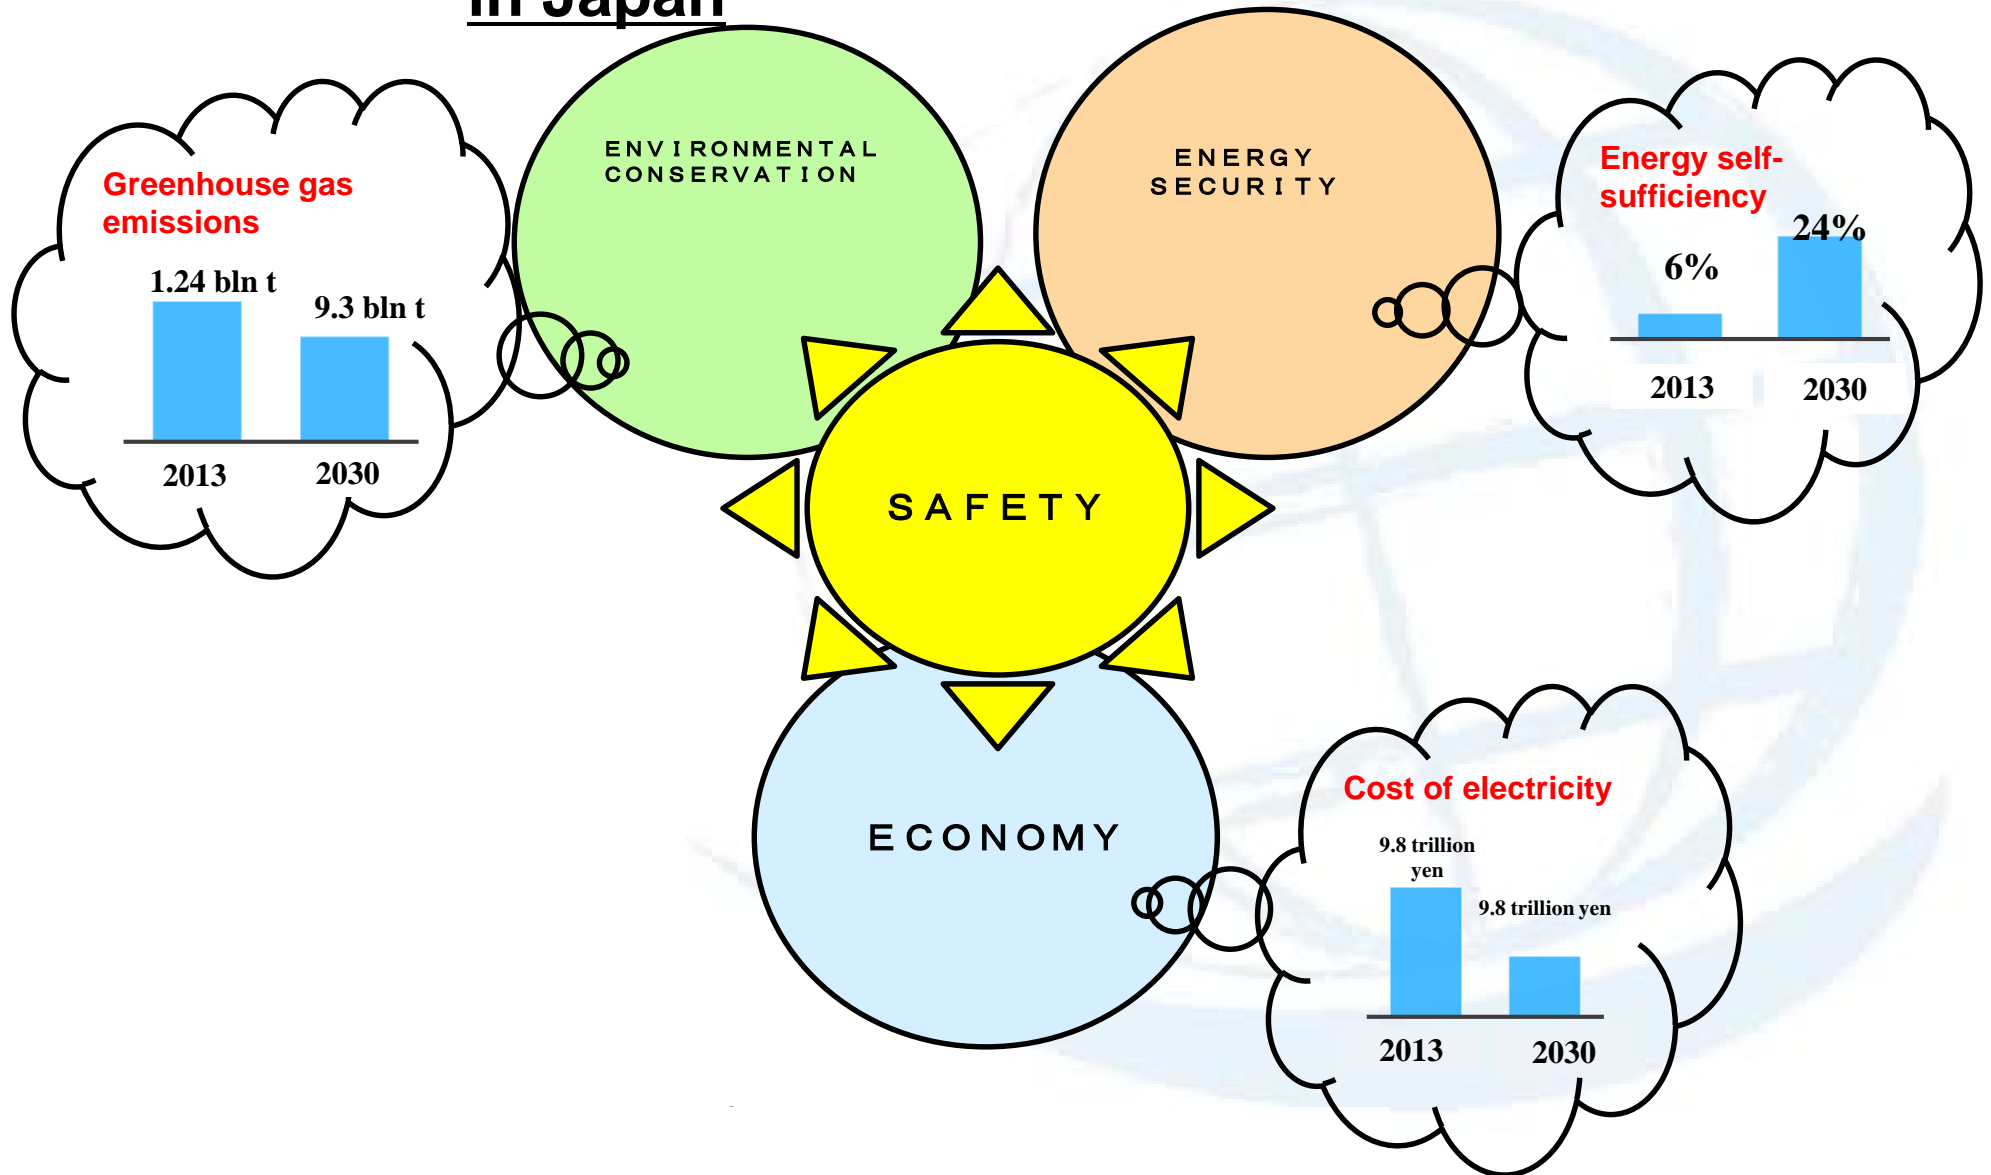 in Japan
ENVIRONMENTAL
CONSERVATION
ENERGY
SECURITY
Greenhouse gas
emissions
1.24 bln t
9.3 bln t
2013
2030
Energy self-
sufficiency
24%
6%
2013
2030
SAFETY
ECONOMY
Cost of electricity
9.8 trillion
yen
9.8 trillion yen
2013
2030